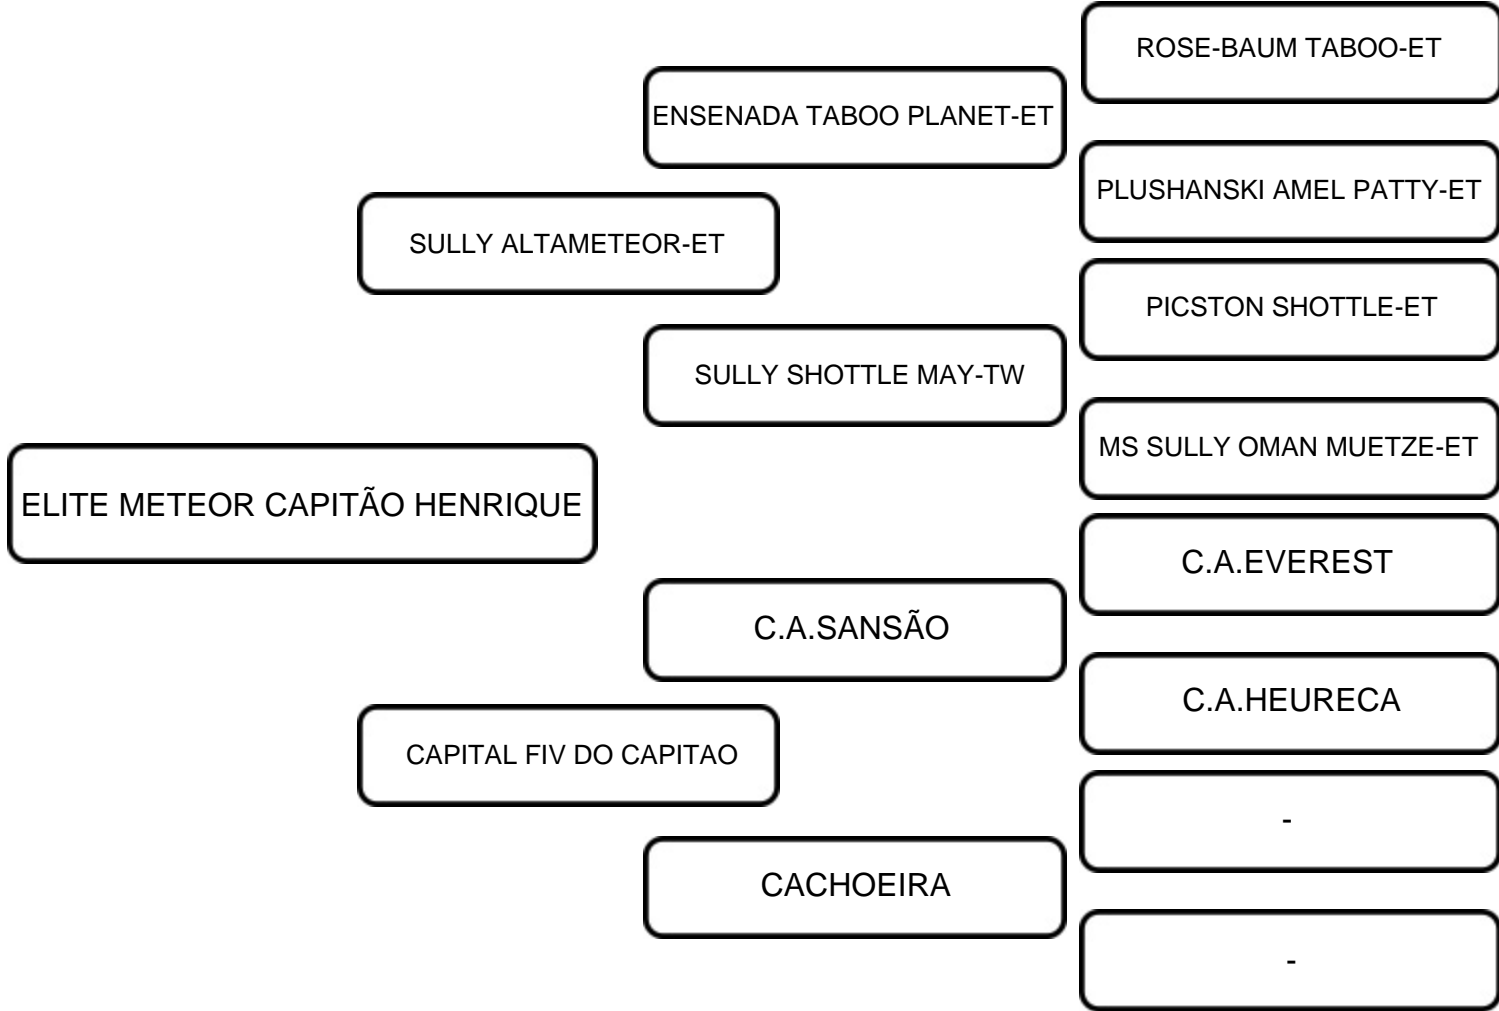 ROSE-BAUM TABOO-ET
ENSENADA TABOO PLANET-ET
PLUSHANSKI AMEL PATTY-ET
SULLY ALTAMETEOR-ET
PICSTON SHOTTLE-ET
SULLY SHOTTLE MAY-TW
MS SULLY OMAN MUETZE-ET
ELITE METEOR CAPITÃO HENRIQUE
C.A.EVEREST
C.A.SANSÃO
C.A.HEURECA
CAPITAL FIV DO CAPITAO
-
CACHOEIRA
-